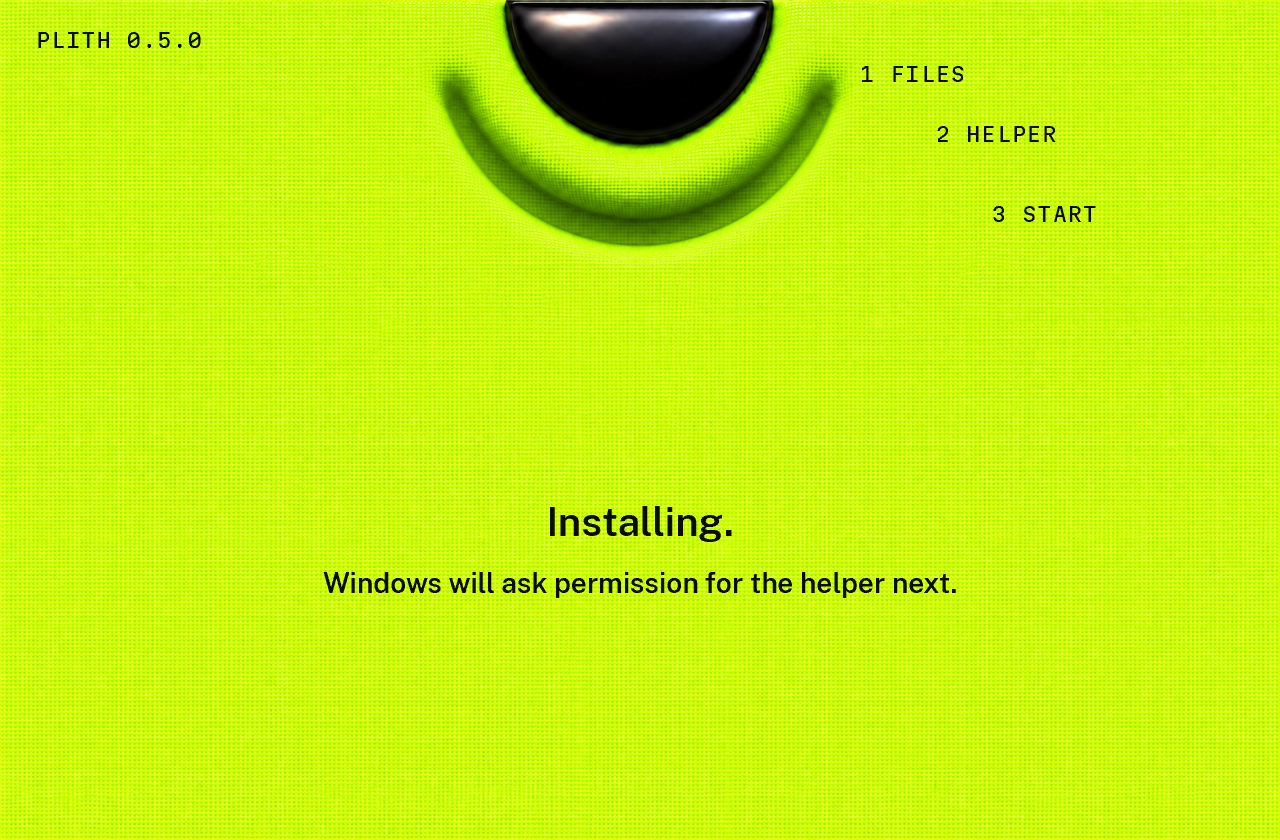 PLITH 0.5.0
1 FILES
2 HELPER
3 START
Installing.
Windows will ask permission for the helper next.